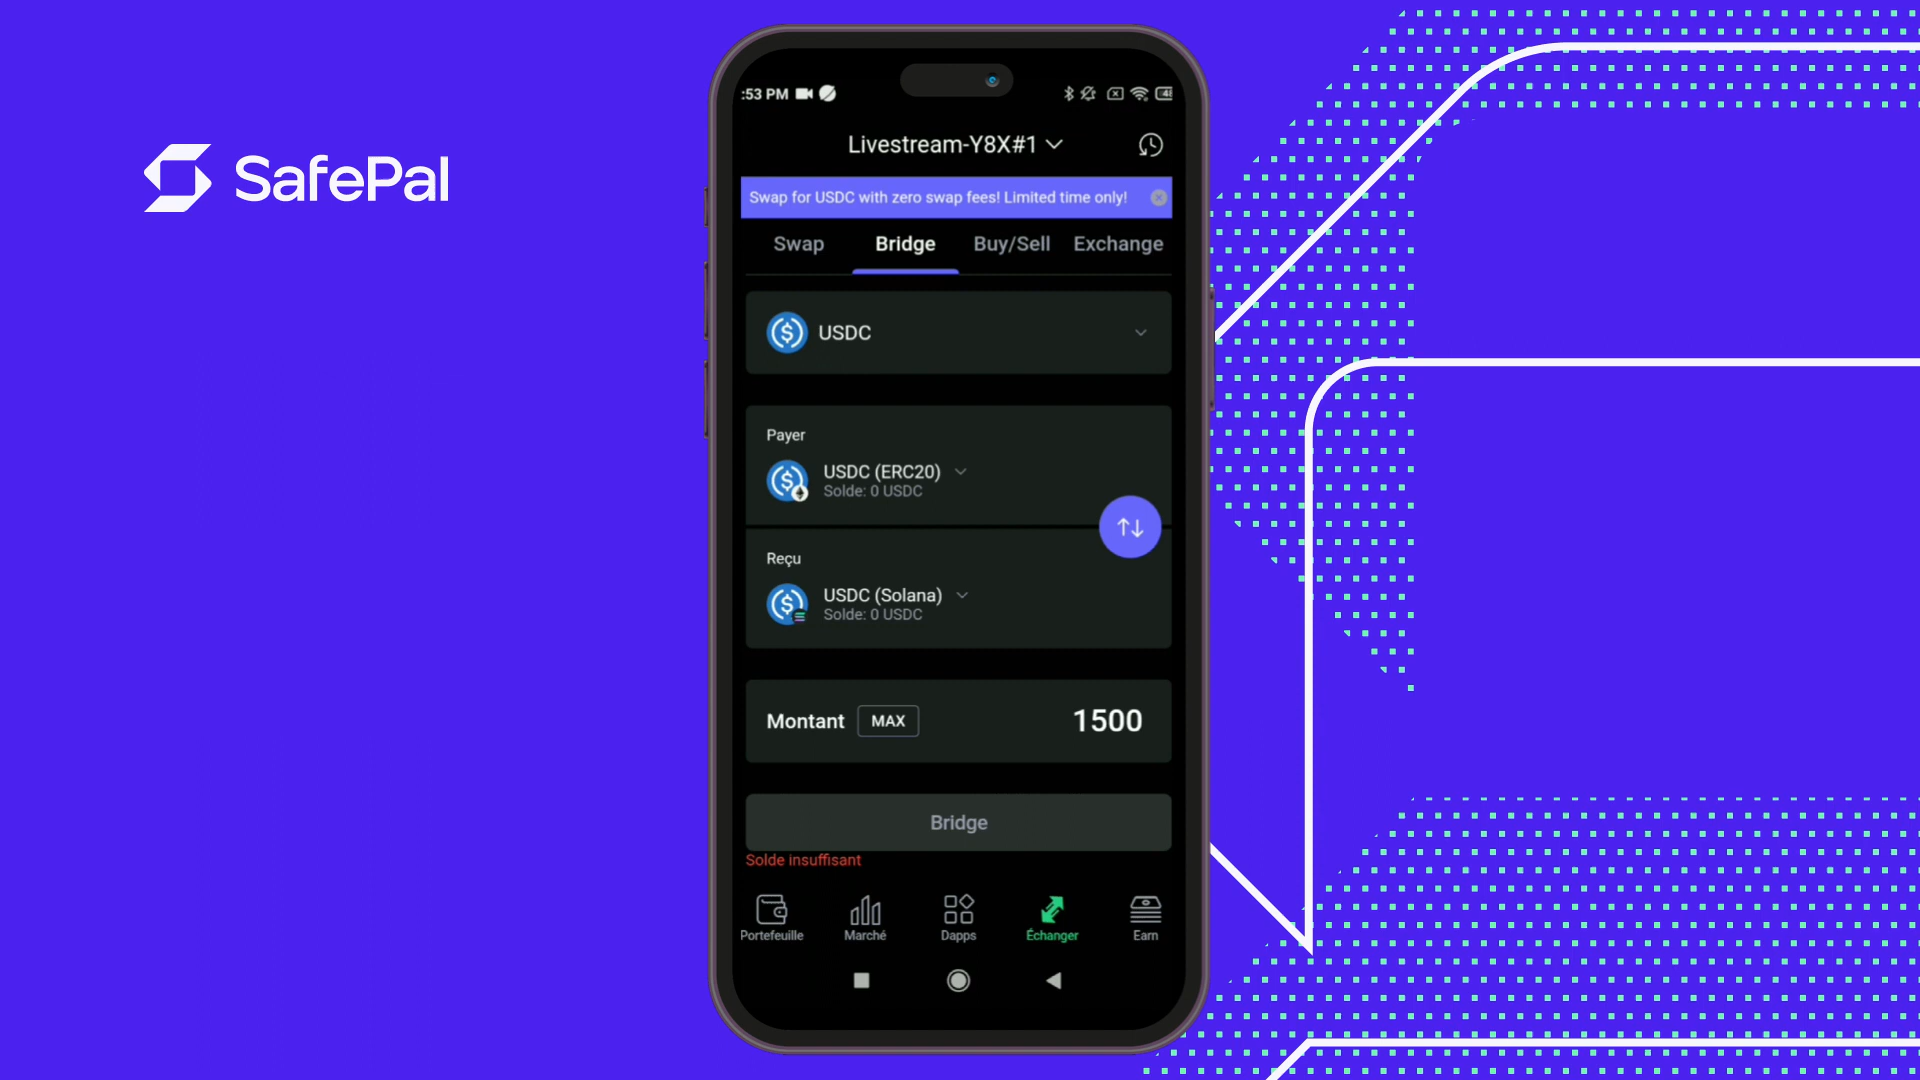 SafePal
:53 PM
48
Livestream-Y8X#1
Swap for USDC with zero swap fees! Limited time only!
Swap Bridge Buy/Sell Exchange
USDC
Payer
USDC (ERC20)
Solde: 0 USDC
Reçu
USDC (Solana)
Solde: 0 USDC
Montant MAX 1500
Bridge
Solde insuffisant
Portefeuille Marché Dapps Échanger Earn